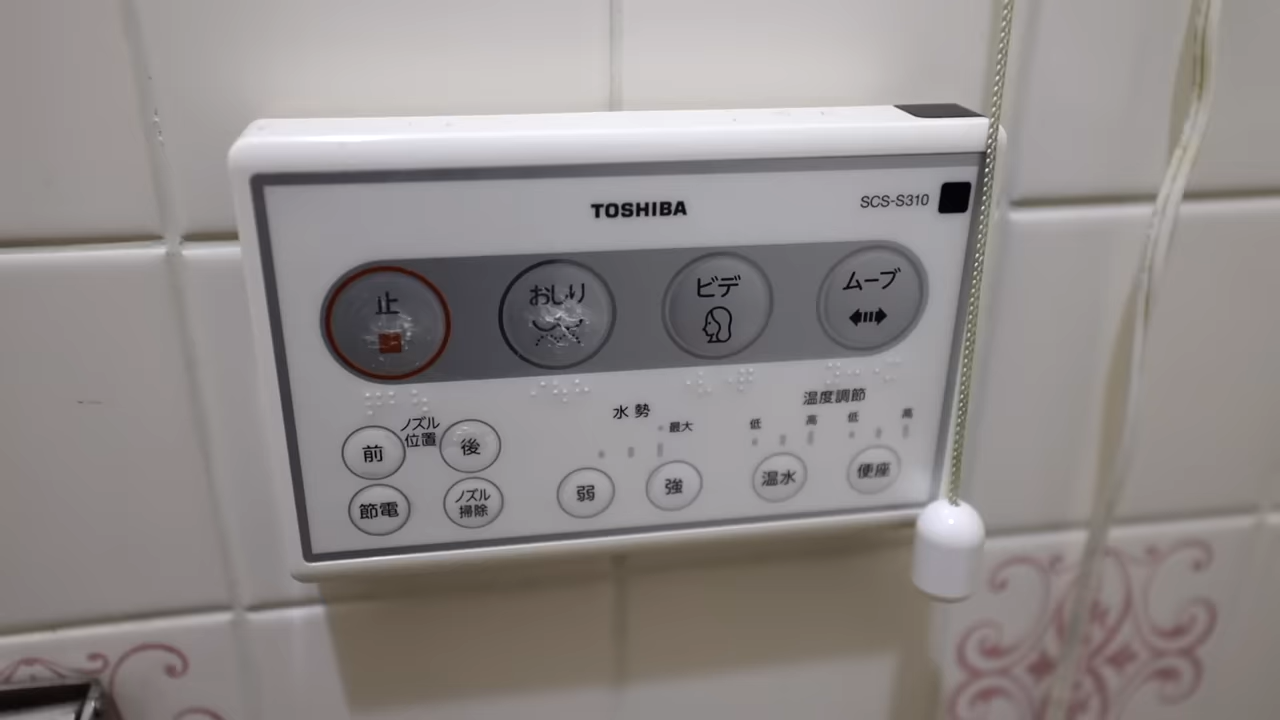 TOSHIBA
SCS-S310
止
おしり
ビデ
ムーブ
ノズル
位置
前
後
節電
ノズル
掃除
水勢
最大
弱
強
温度調節
低
高
低
高
温水
便座